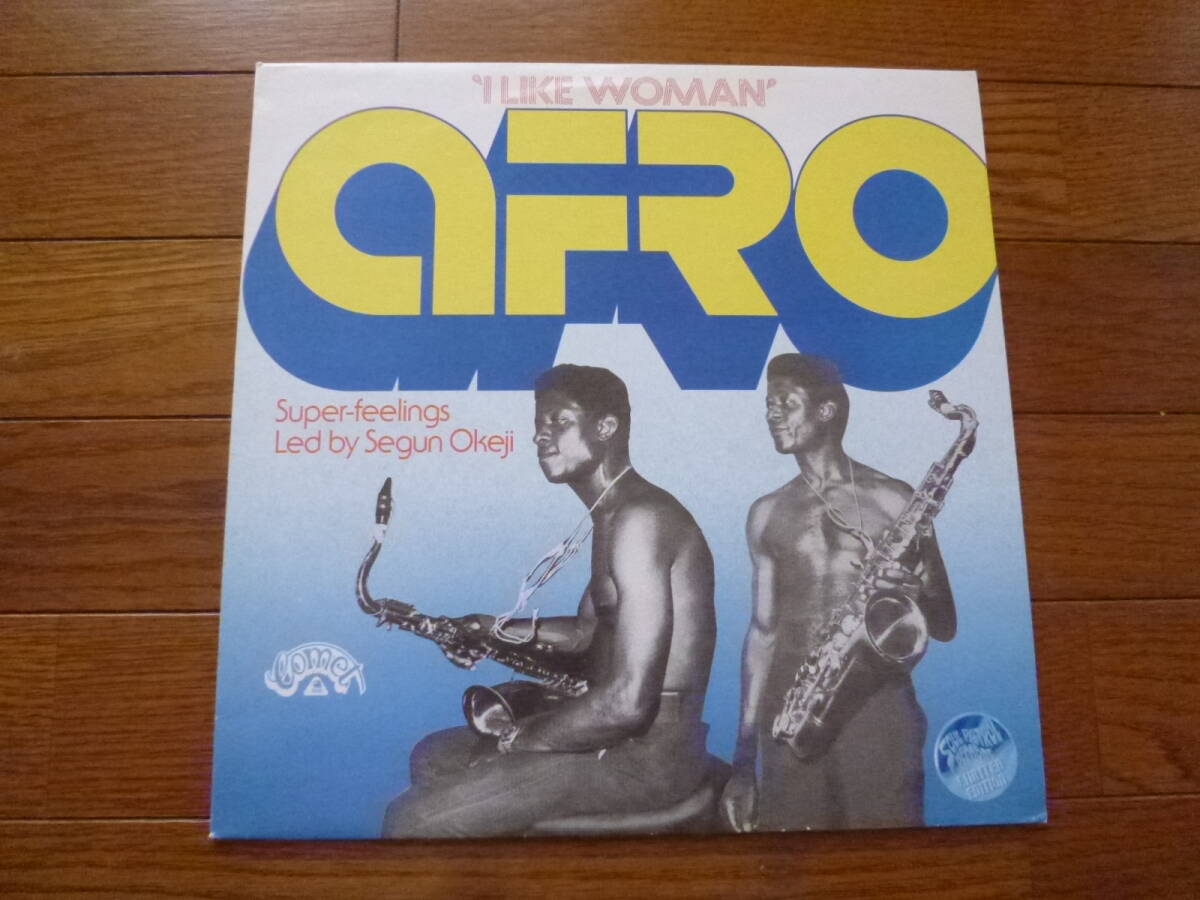 'I LIKE WOMAN'
AFRO
Super-feelings
Led by Segun Okeji
Comet
LIMITED
EDITION